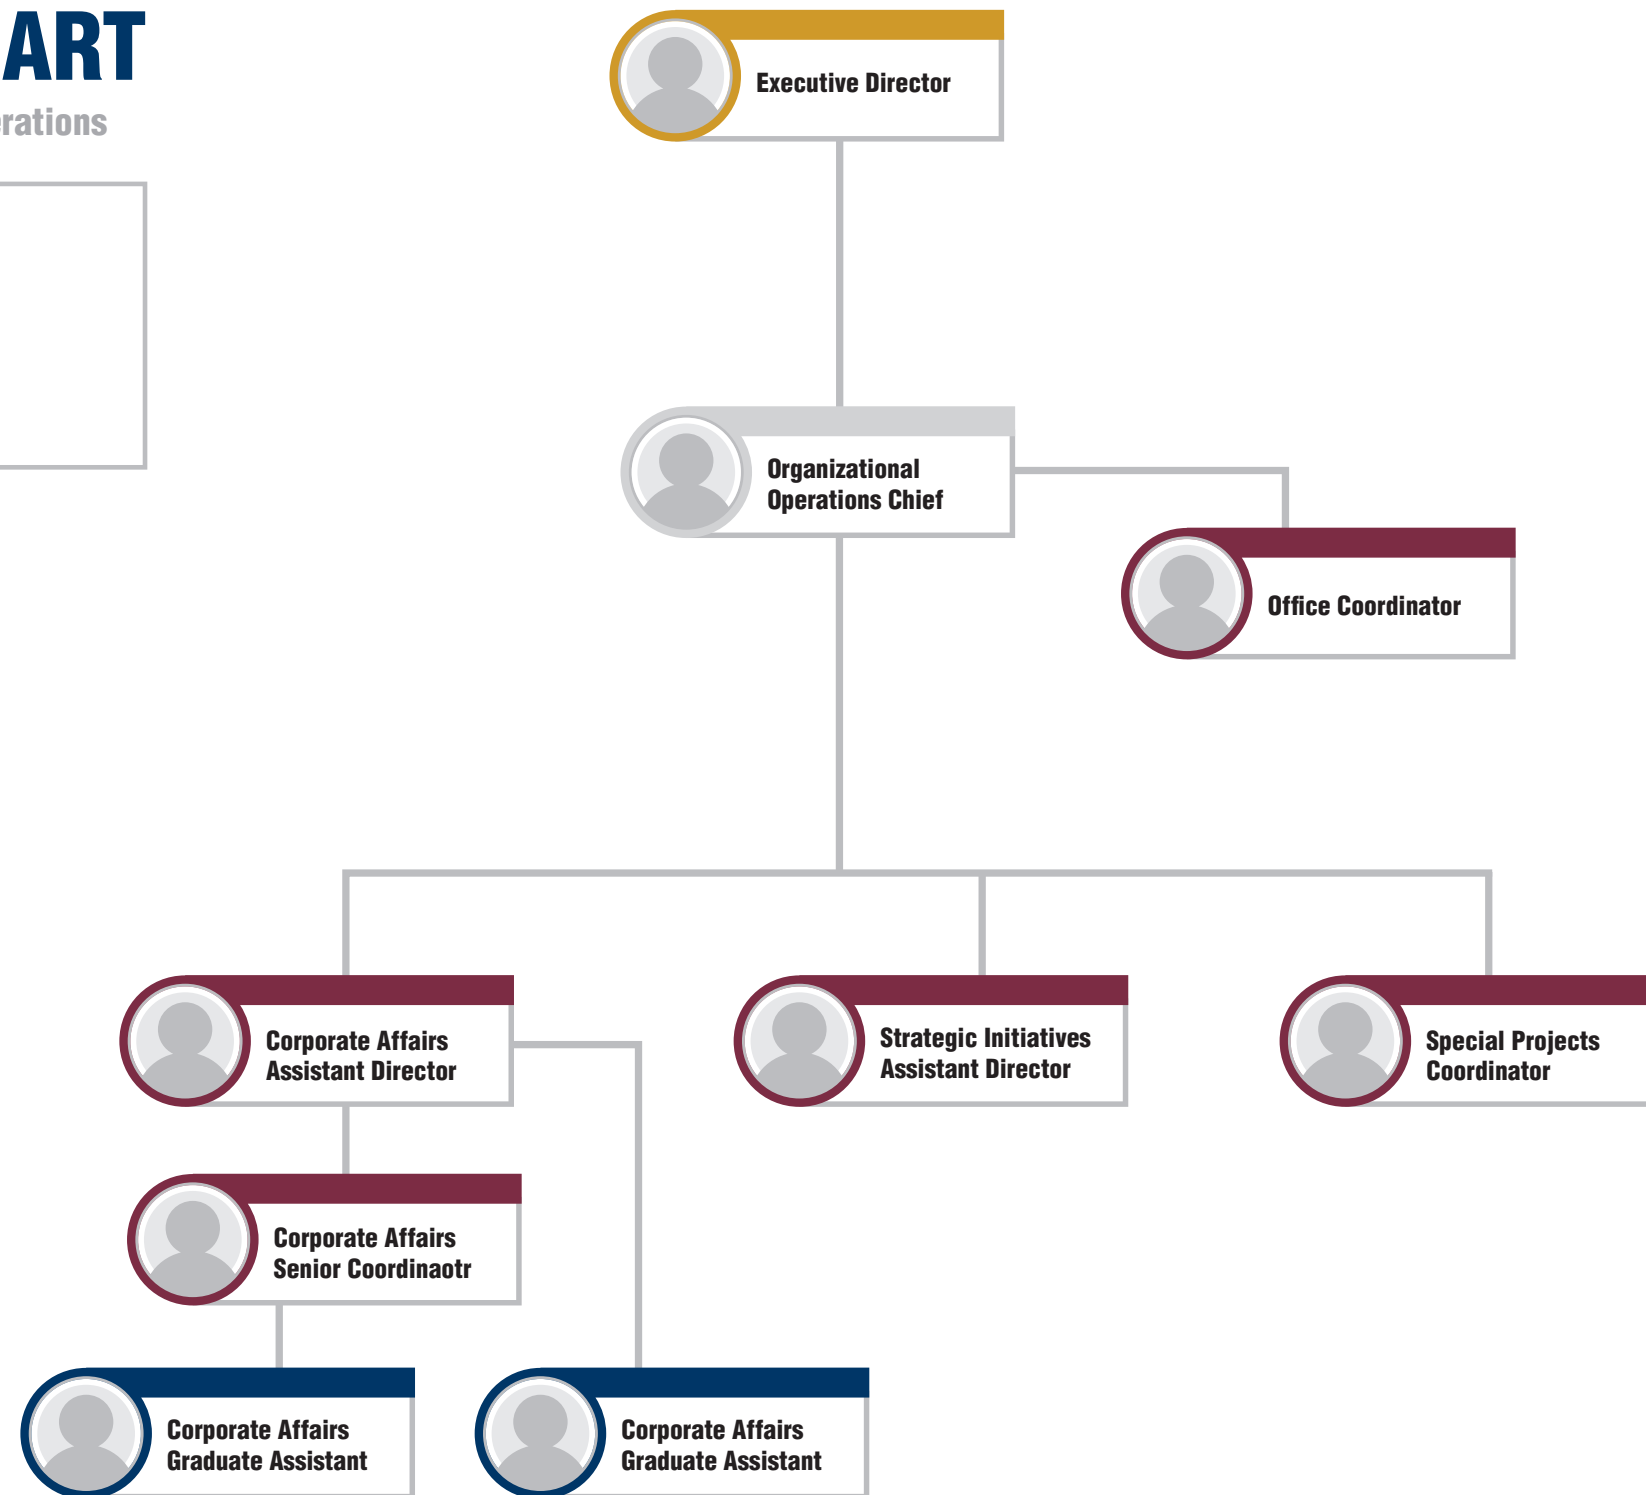 ART
erations
Executive Director
Organizational
Operations Chief
Office Coordinator
Corporate Affairs
Assistant Director
Strategic Initiatives
Assistant Director
Special Projects
Coordinator
Corporate Affairs
Senior Coordinaotr
Corporate Affairs
Graduate Assistant
Corporate Affairs
Graduate Assistant